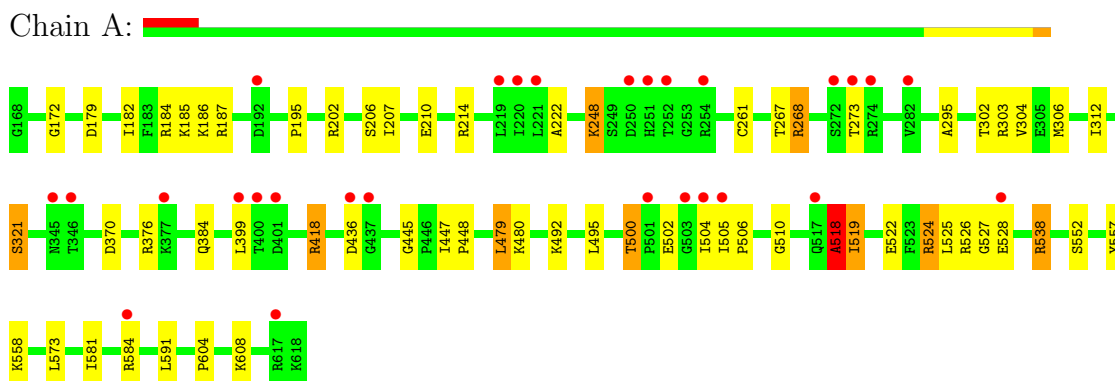 Chain A:
G168 G172 D179 I182 F183 R184 K185 K186 R187 D192 P195 R202 S206 I207 E210 R214 L219 I220 L221 A222 K248 S249 D250 H251 T252 G253 R254 C261 T267 R268 S272 T273 R274 V282 A295 T302 R303 V304 E305 M306 I312
S321 N345 T346 D370 R376 K377 Q384 L399 T400 D401 R418 D436 G437 G445 P446 I447 P448 L479 K480 K492 L495 T500 P501 E502 G503 I504 I505 P506 G510 Q517 A518 I519 E522 F523 R524 L525 R526 G527 E528 R538 S552 Y557
K558 L573 I581 R584 L591 P604 K608 R617 K618